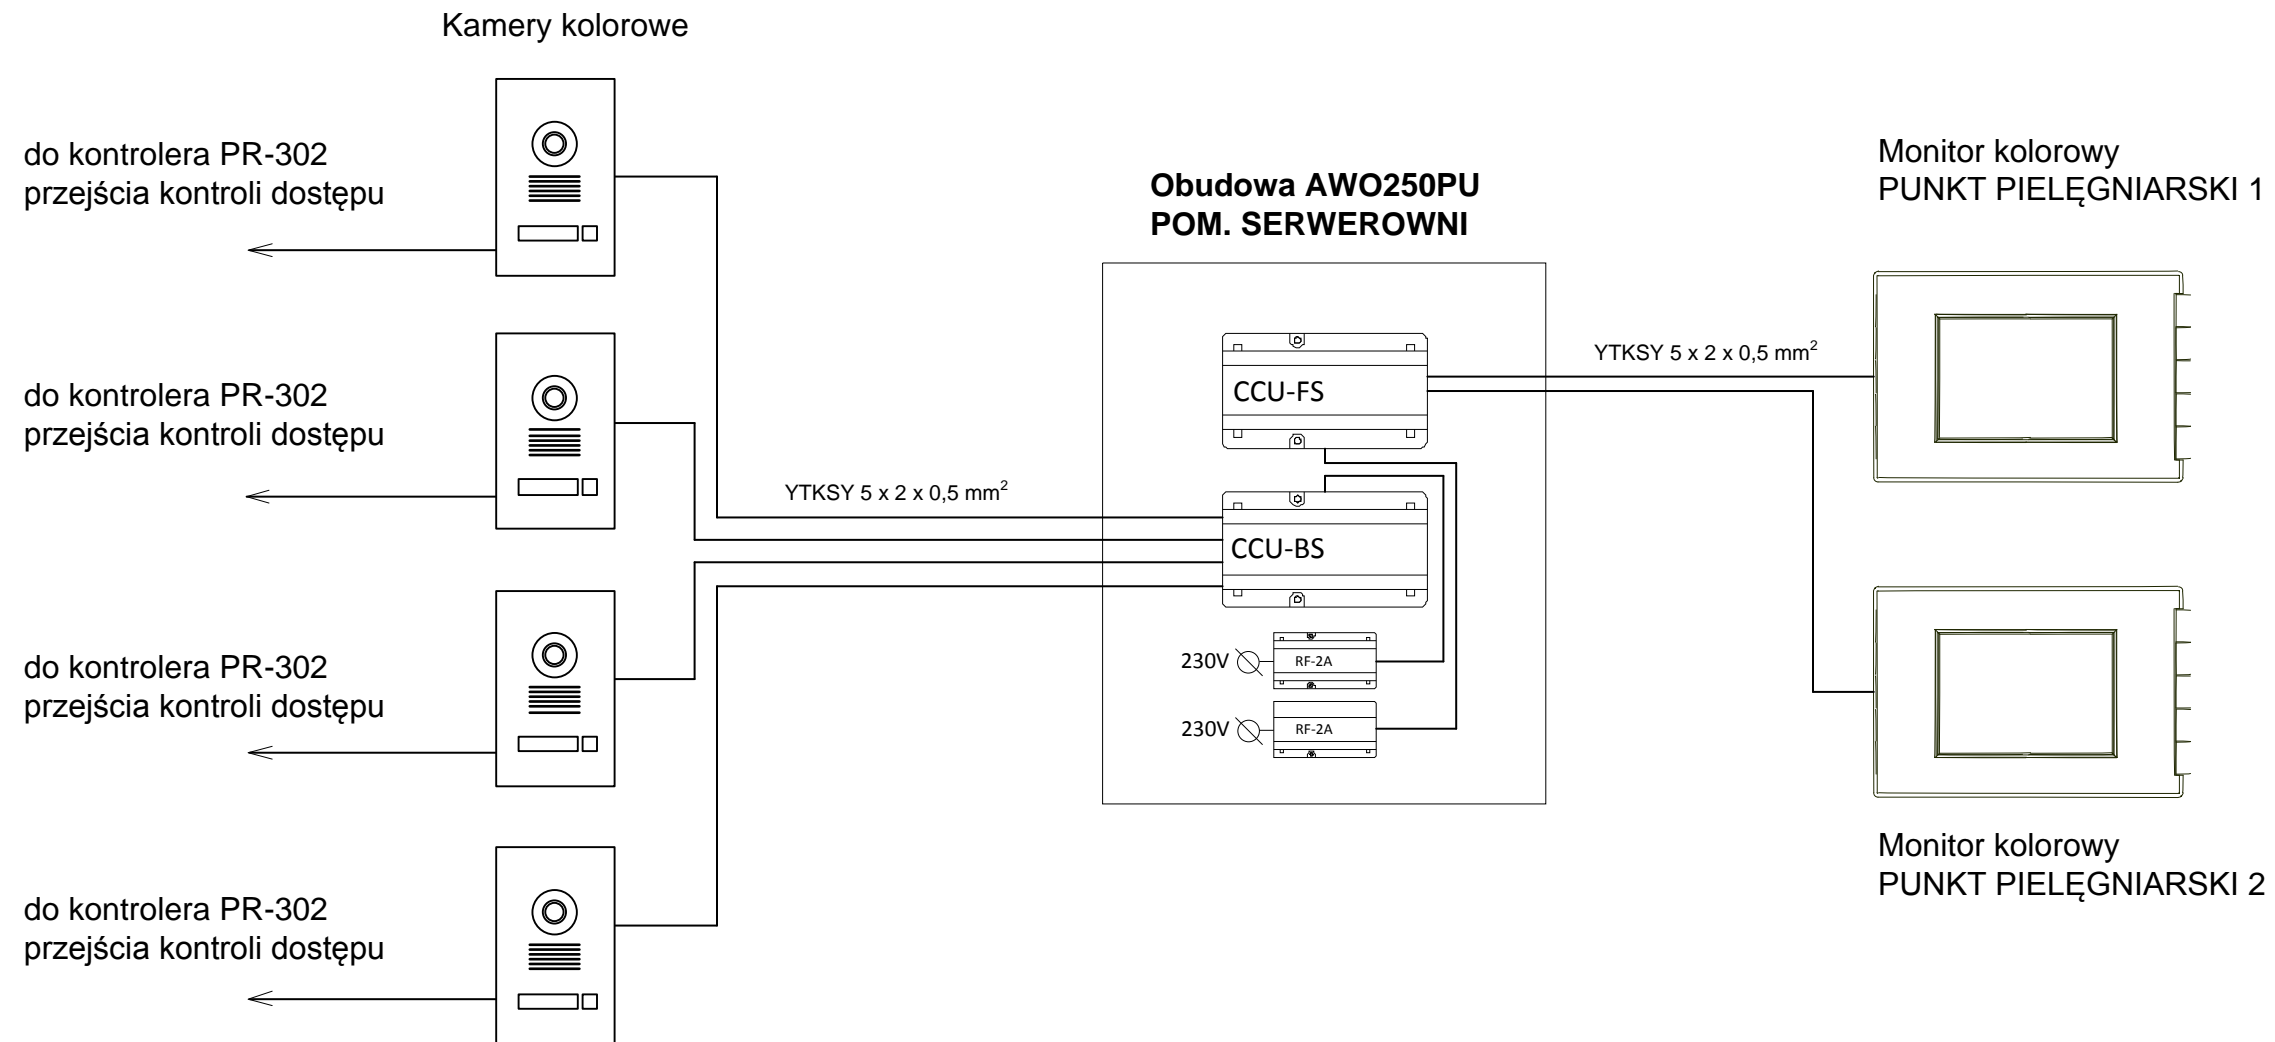 Kamery kolorowe
do kontrolera PR-302
przejścia kontroli dostępu
do kontrolera PR-302
przejścia kontroli dostępu
do kontrolera PR-302
przejścia kontroli dostępu
do kontrolera PR-302
przejścia kontroli dostępu
YTKSY 5 x 2 x 0,5 mm²
Obudowa AWO250PU
POM. SERWEROWNI
CCU-FS
CCU-BS
230V RF-2A
230V RF-2A
YTKSY 5 x 2 x 0,5 mm²
Monitor kolorowy
PUNKT PIELĘGNIARSKI 1
Monitor kolorowy
PUNKT PIELĘGNIARSKI 2